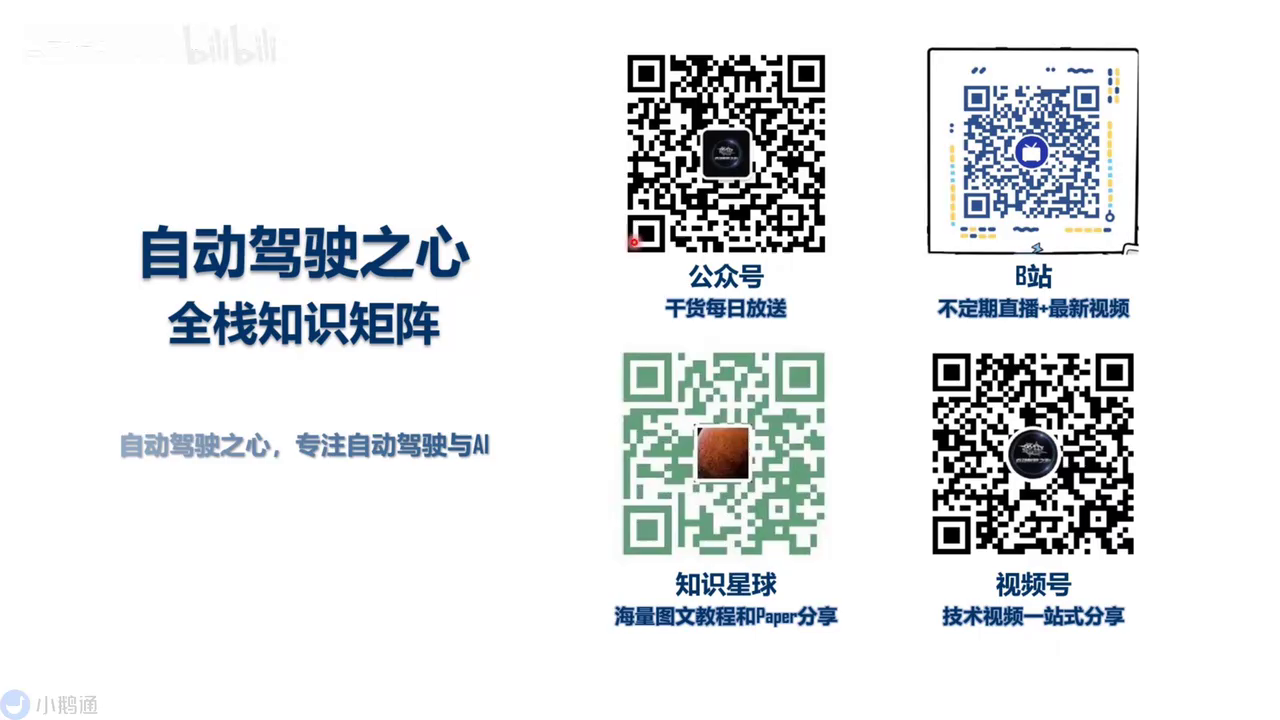 bilibili
自动驾驶之心
全栈知识矩阵
自动驾驶之心，专注自动驾驶与AI
公众号
干货每日放送
B站
不定期直播+最新视频
知识星球
海量图文教程和Paper分享
视频号
技术视频一站式分享
小鹅通